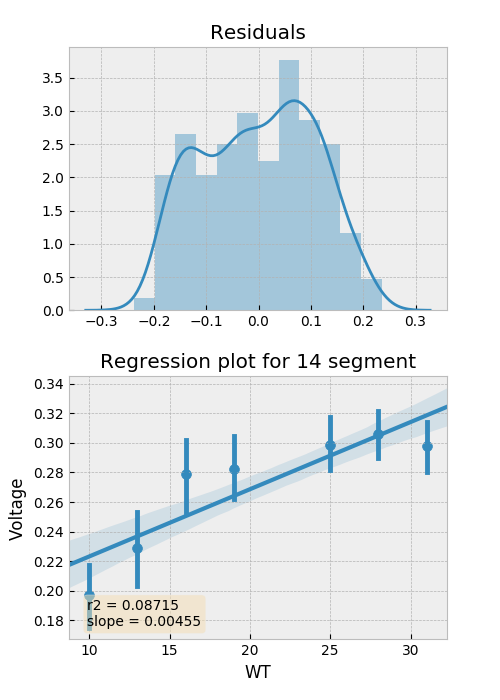 Residuals
3.5
3.0
2.5
2.0
1.5
1.0
0.5
0.0
−0.3 −0.2 −0.1 0.0 0.1 0.2 0.3
Regression plot for 14 segment
0.34
0.32
0.30
0.28
0.26
0.24
0.22
0.20
0.18
Voltage
r2 = 0.08715
slope = 0.00455
10 15 20 25 30
WT